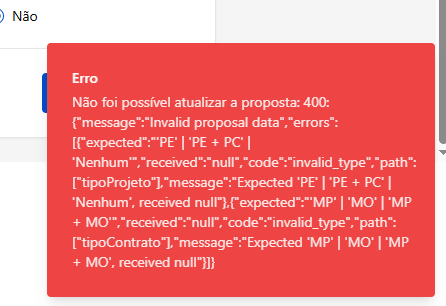 Não
Erro
Não foi possível atualizar a proposta: 400:
{"message":"Invalid proposal data","errors":
[{"expected":"'PE' | 'PE + PC' |
'Nenhum'","received":"null","code":"invalid_type","path":
["tipoProjeto"],"message":"Expected 'PE' | 'PE + PC' |
'Nenhum', received null"},{"expected":"'MP' | 'MO' | 'MP
+ MO'","received":"null","code":"invalid_type","path":
["tipoContrato"],"message":"Expected 'MP' | 'MO' | 'MP
+ MO', received null"}]}